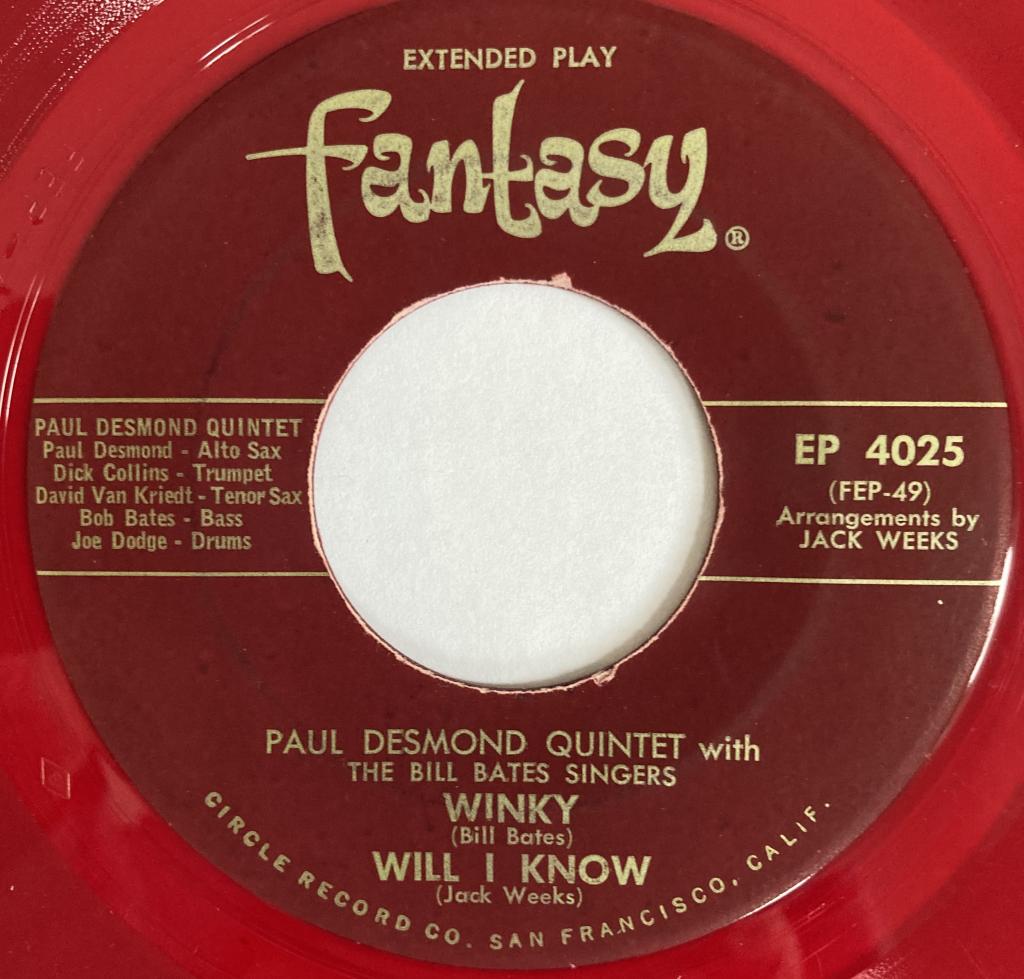 EXTENDED PLAY
fantasy®
PAUL DESMOND QUINTET
Paul Desmond - Alto Sax
Dick Collins - Trumpet
David Van Kriedt - Tenor Sax
Bob Bates - Bass
Joe Dodge - Drums
EP 4025
(FEP-49)
Arrangements by
JACK WEEKS
PAUL DESMOND QUINTET with
THE BILL BATES SINGERS
WINKY
(Bill Bates)
WILL I KNOW
(Jack Weeks)
CIRCLE RECORD CO. SAN FRANCISCO, CALIF.